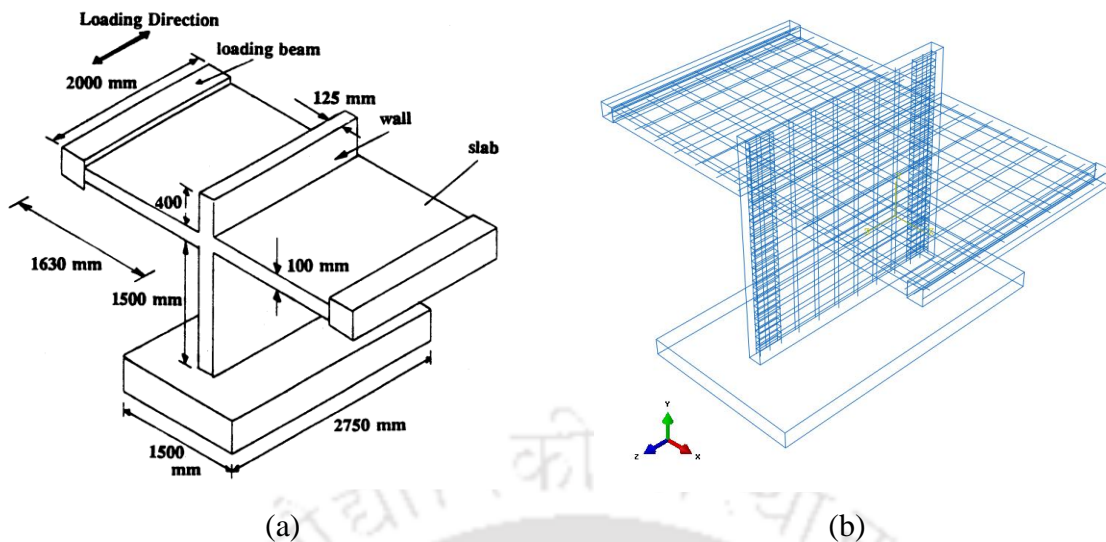 Loading Direction
loading beam
2000 mm
125 mm
wall
slab
400
1630 mm
1500 mm
100 mm
2750 mm
1500
mm
Y
Z
X
(a)
(b)